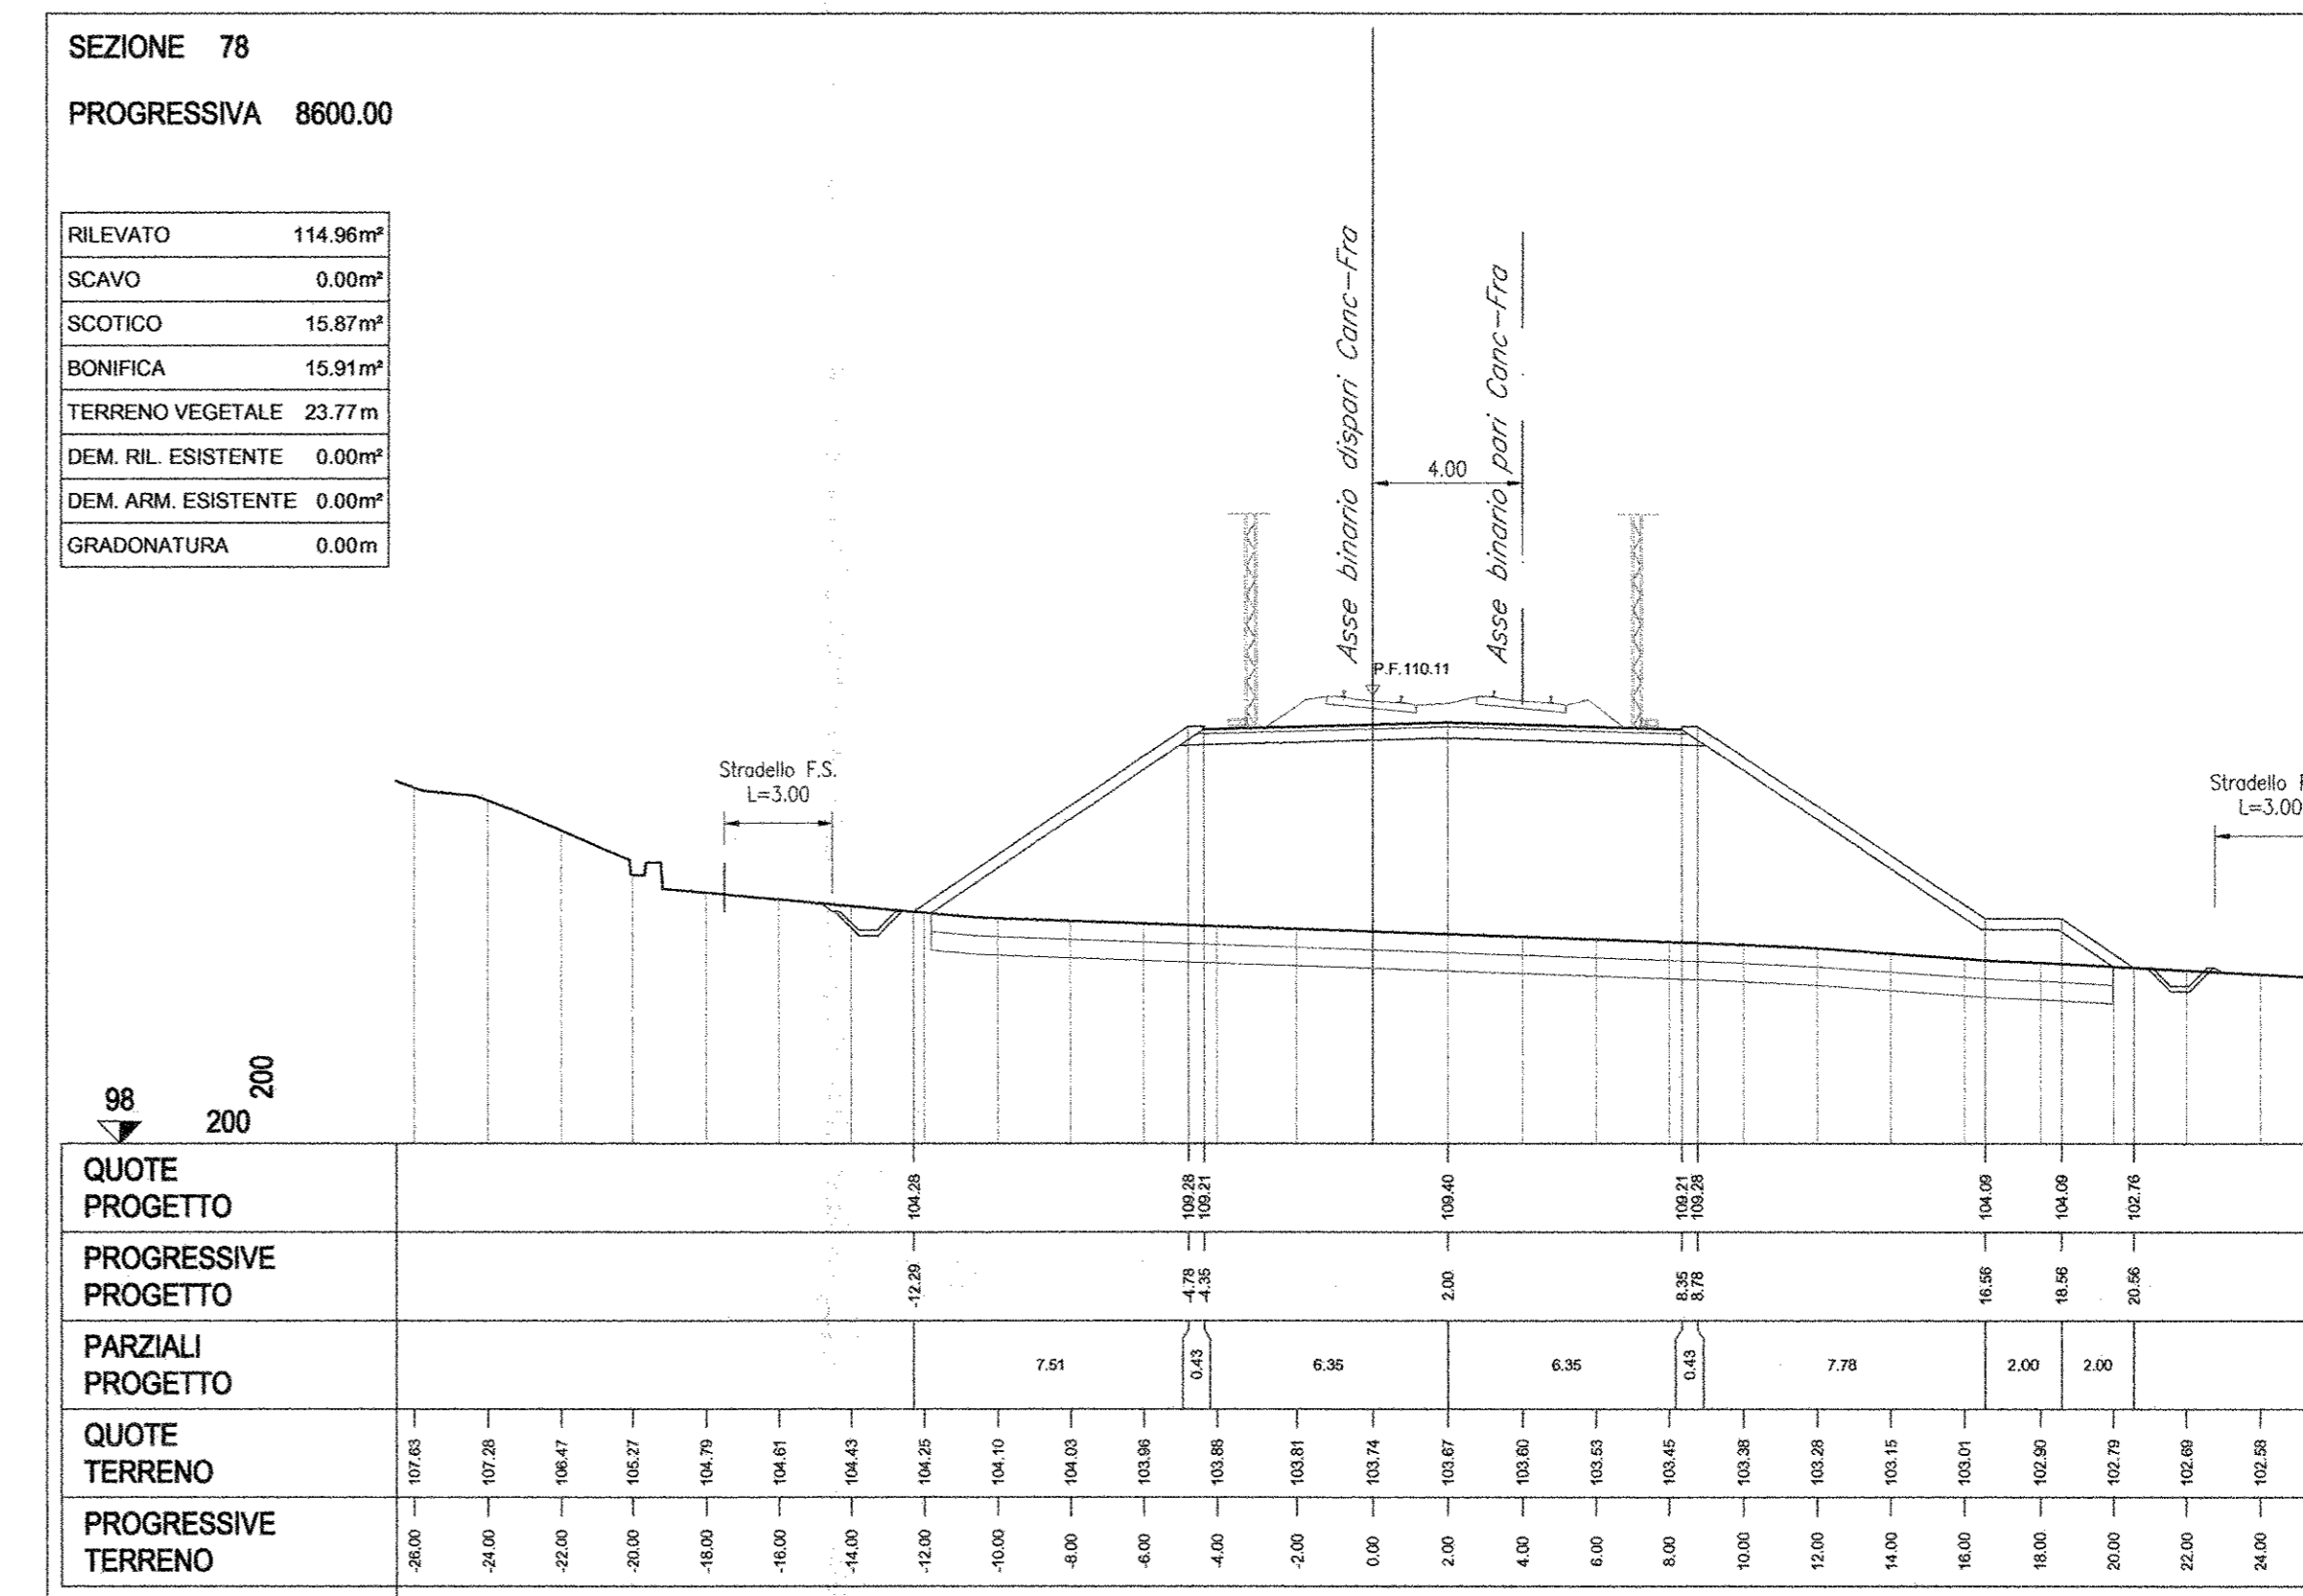 SEZIONE 78
PROGRESSIVA 8600.00
RILEVATO 114.96m²
SCAVO 0.00m²
SCOTICO 15.87m²
BONIFICA 15.91m²
TERRENO VEGETALE 23.77m
DEM. RIL. ESISTENTE 0.00m²
DEM. ARM. ESISTENTE 0.00m²
GRADONATURA 0.00m
Asse binario dispari Canc-Fra
Asse binario pari Canc-Fra
4.00
P.F.110.11
Stradello F.S.
L=3.00
Stradello
L=3.00
98
200
200
QUOTE
PROGETTO
104.28 109.28 109.21 109.40 109.21 109.28 104.09 104.09 102.76
PROGRESSIVE
PROGETTO
-12.29 -4.78 -4.35 2.00 8.35 8.78 16.56 18.56 20.56
PARZIALI
PROGETTO
7.51 0.43 6.35 6.35 0.43 7.78 2.00 2.00
QUOTE
TERRENO
107.63 107.28 106.47 105.27 104.79 104.61 104.43 104.25 104.10 104.03 103.96 103.88 103.81 103.74 103.67 103.60 103.53 103.45 103.38 103.28 103.15 103.01 102.90 102.79 102.69 102.58
PROGRESSIVE
TERRENO
-26.00 -24.00 -22.00 -20.00 -18.00 -16.00 -14.00 -12.00 -10.00 -8.00 -6.00 -4.00 -2.00 0.00 2.00 4.00 6.00 8.00 10.00 12.00 14.00 16.00 18.00 20.00 22.00 24.00